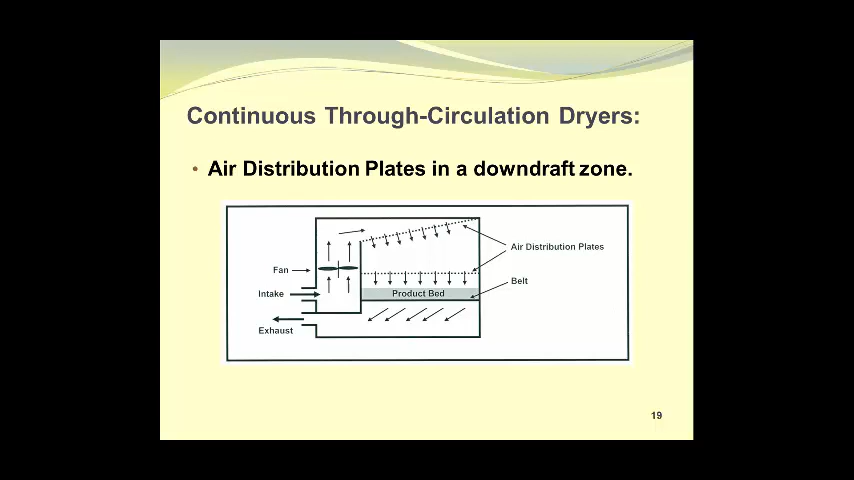 Continuous Through-Circulation Dryers:
• Air Distribution Plates in a downdraft zone.
Air Distribution Plates
Fan
Belt
Intake
Product Bed
Exhaust
19